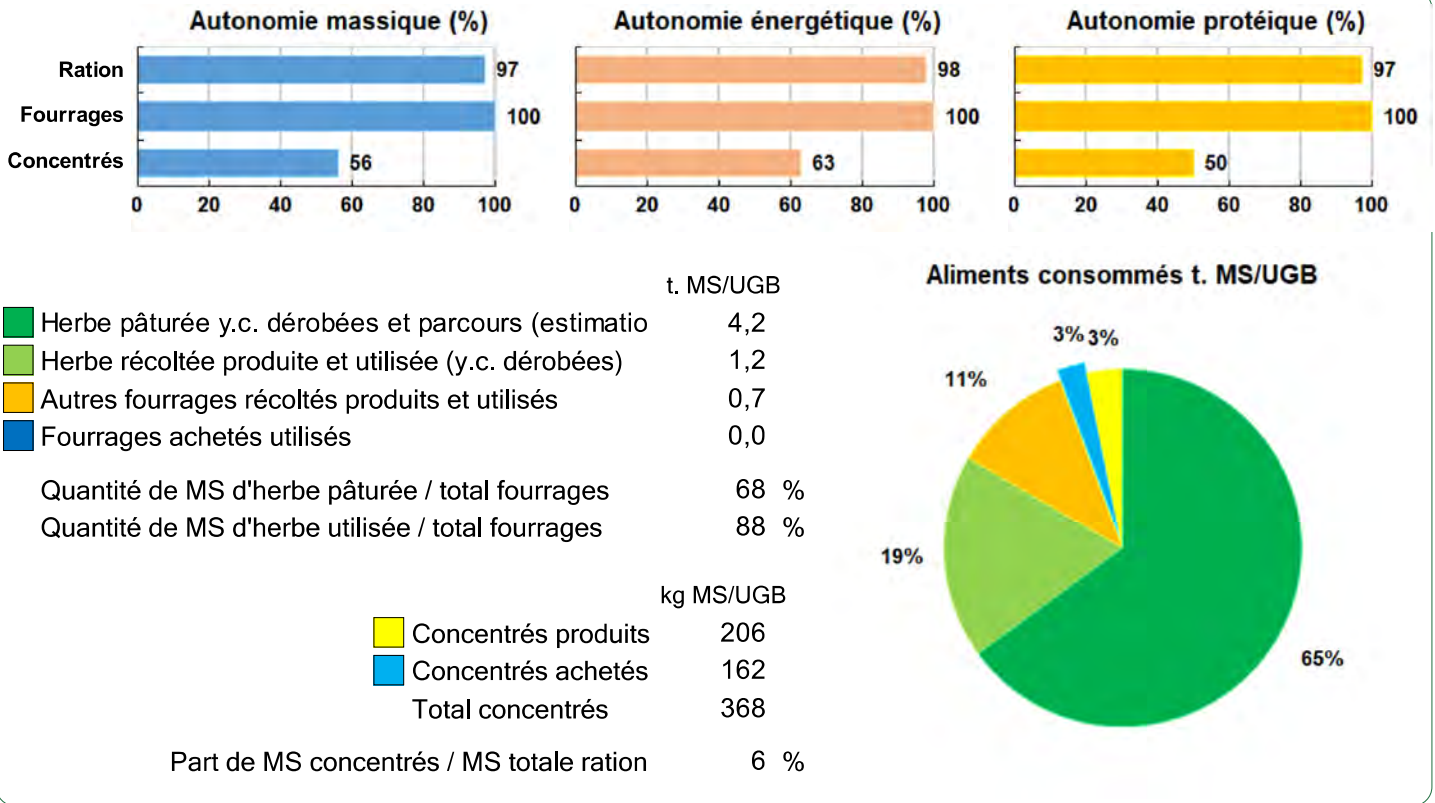 Autonomie massique (%)
Autonomie énergétique (%)
Autonomie protéique (%)
Ration
97
98
97
Fourrages
100
100
100
Concentrés
56
63
50
0 20 40 60 80 100
0 20 40 60 80 100
0 20 40 60 80 100
t. MS/UGB
Herbe pâturée y.c. dérobées et parcours (estimatio 4,2
Herbe récoltée produite et utilisée (y.c. dérobées) 1,2
Autres fourrages récoltés produits et utilisés 0,7
Fourrages achetés utilisés 0,0
Quantité de MS d'herbe pâturée / total fourrages 68 %
Quantité de MS d'herbe utilisée / total fourrages 88 %
kg MS/UGB
Concentrés produits 206
Concentrés achetés 162
Total concentrés 368
Part de MS concentrés / MS totale ration 6 %
Aliments consommés t. MS/UGB
3% 3%
11%
19%
65%